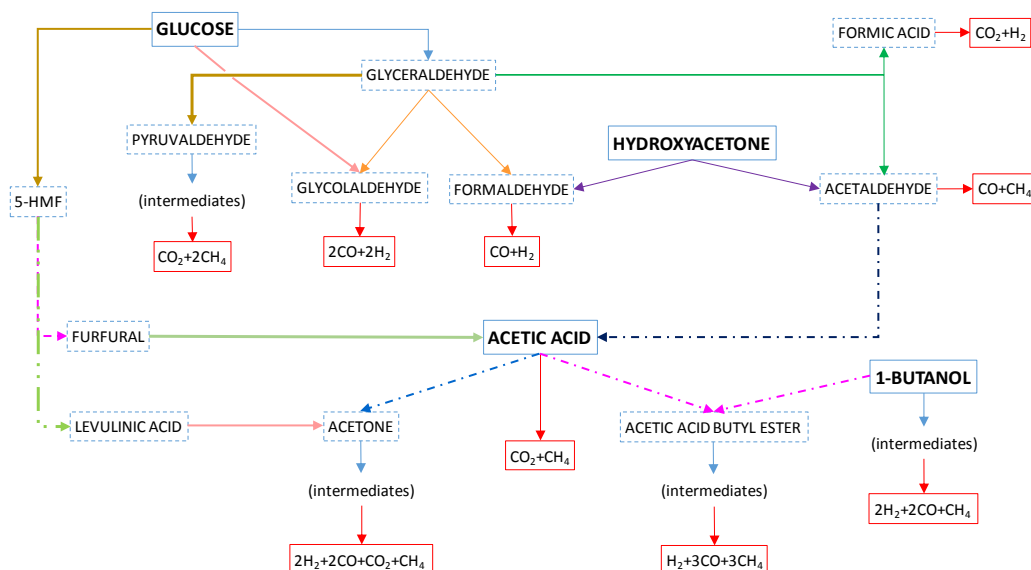 GLUCOSE
FORMIC ACID
CO₂+H₂
GLYCERALDEHYDE
PYRUVALDEHYDE
HYDROXYACETONE
5-HMF
(intermediates)
GLYCOLALDEHYDE
FORMALDEHYDE
ACETALDEHYDE
CO+CH₄
CO₂+2CH₄
2CO+2H₂
CO+H₂
FURFURAL
ACETIC ACID
1-BUTANOL
LEVULINIC ACID
ACETONE
ACETIC ACID BUTYL ESTER
(intermediates)
CO₂+CH₄
(intermediates)
(intermediates)
2H₂+2CO+CH₄
2H₂+2CO+CO₂+CH₄
H₂+3CO+3CH₄